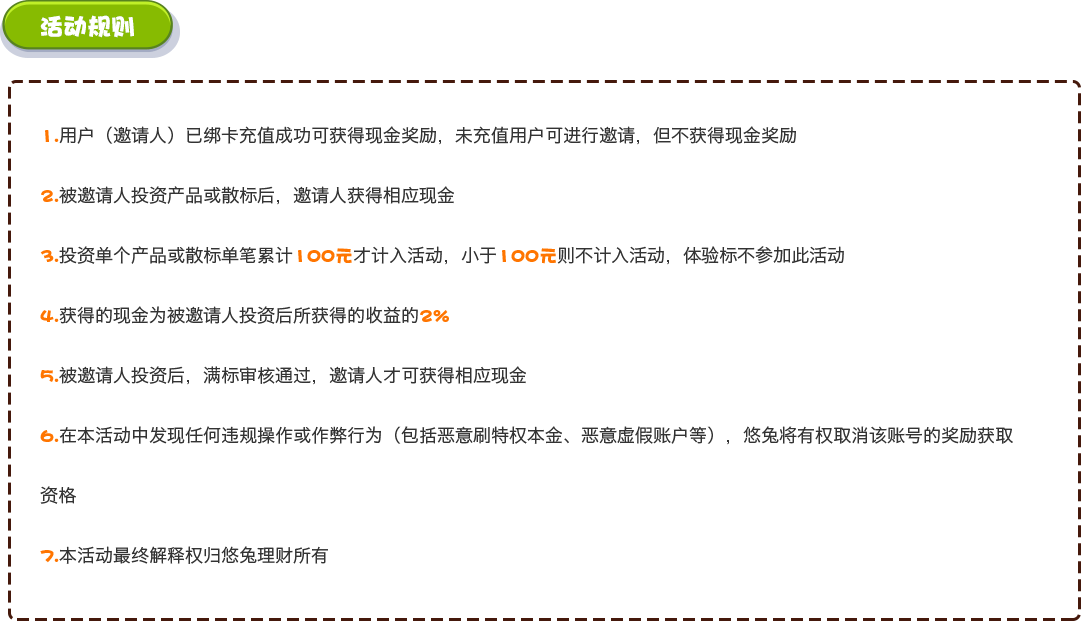 活动规则
1.用户（邀请人）已绑卡充值成功可获得现金奖励，未充值用户可进行邀请，但不获得现金奖励
2.被邀请人投资产品或散标后，邀请人获得相应现金
3.投资单个产品或散标单笔累计100元才计入活动，小于100元则不计入活动，体验标不参加此活动
4.获得的现金为被邀请人投资后所获得的收益的2%
5.被邀请人投资后，满标审核通过，邀请人才可获得相应现金
6.在本活动中发现任何违规操作或作弊行为（包括恶意刷特权本金、恶意虚假账户等），悠兔将有权取消该账号的奖励获取
资格
7.本活动最终解释权归悠兔理财所有